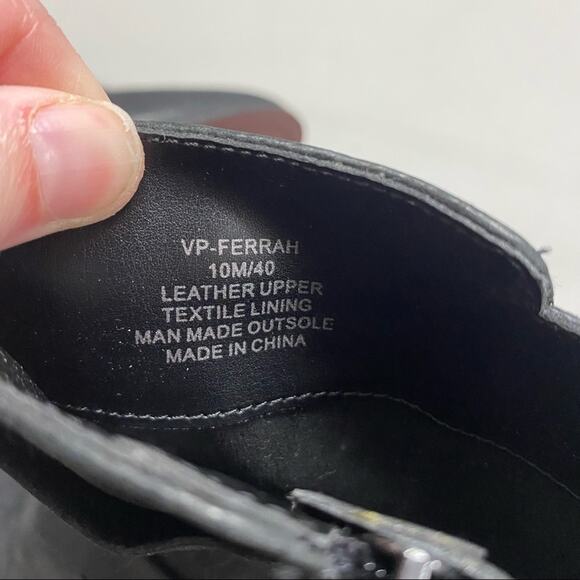 VP-FERRAH
10M/40
LEATHER UPPER
TEXTILE LINING
MAN MADE OUTSOLE
MADE IN CHINA